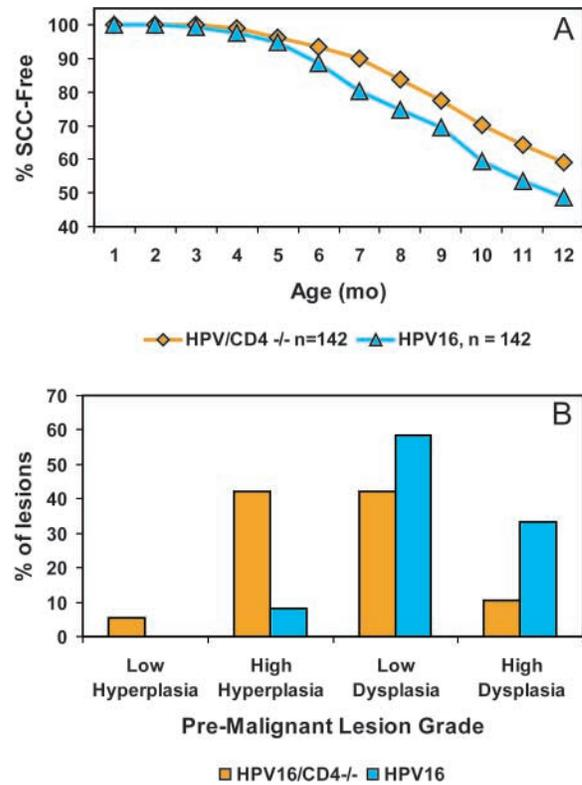 A
100
90
80
70
60
50
40
% SCC-Free
1 2 3 4 5 6 7 8 9 10 11 12
Age (mo)
HPV/CD4 -/- n=142 HPV16, n = 142
B
70
60
50
40
30
20
10
0
% of lesions
Low Hyperplasia
High Hyperplasia
Low Dysplasia
High Dysplasia
Pre-Malignant Lesion Grade
HPV16/CD4-/- HPV16